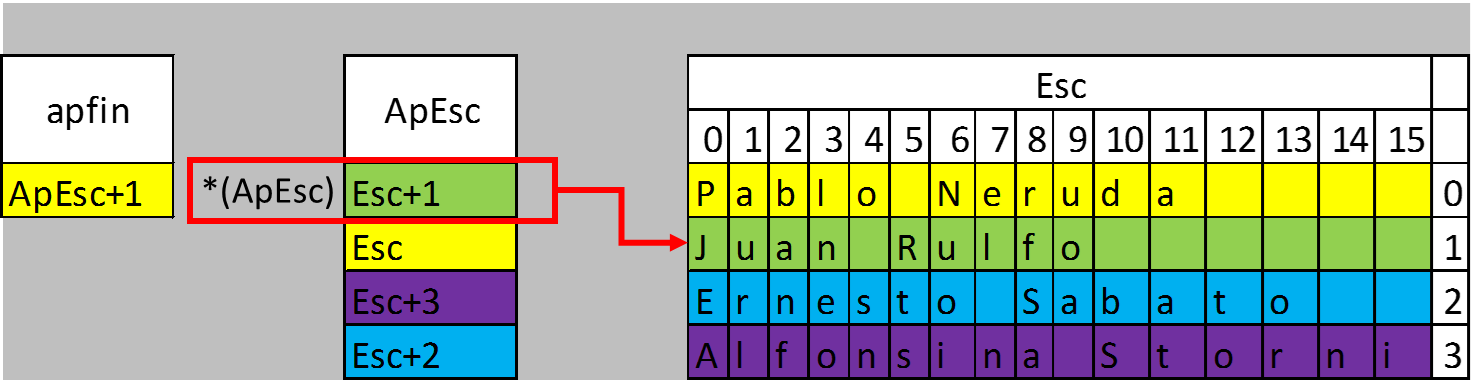 apfin
ApEsc
Esc
0 1 2 3 4 5 6 7 8 9 10 11 12 13 14 15
ApEsc+1 *(ApEsc) Esc+1 P a b l o N e r u d a 0
Esc J u a n R u l f o 1
Esc+3 E r n e s t o S a b a t o 2
Esc+2 A l f o n s i n a S t o r n i 3